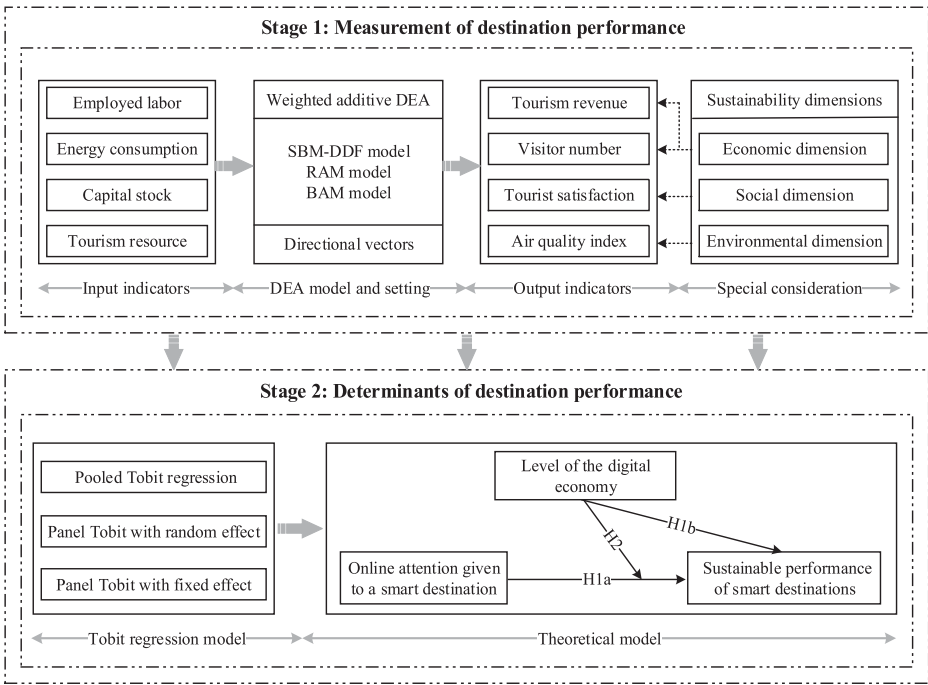 Stage 1: Measurement of destination performance
Employed labor
Energy consumption
Capital stock
Tourism resource
Input indicators
Weighted additive DEA
SBM-DDF model
RAM model
BAM model
Directional vectors
DEA model and setting
Tourism revenue
Visitor number
Tourist satisfaction
Air quality index
Output indicators
Sustainability dimensions
Economic dimension
Social dimension
Environmental dimension
Special consideration
Stage 2: Determinants of destination performance
Pooled Tobit regression
Panel Tobit with random effect
Panel Tobit with fixed effect
Tobit regression model
Level of the digital
economy
H2
H1b
Online attention given
to a smart destination
H1a
Sustainable performance
of smart destinations
Theoretical model